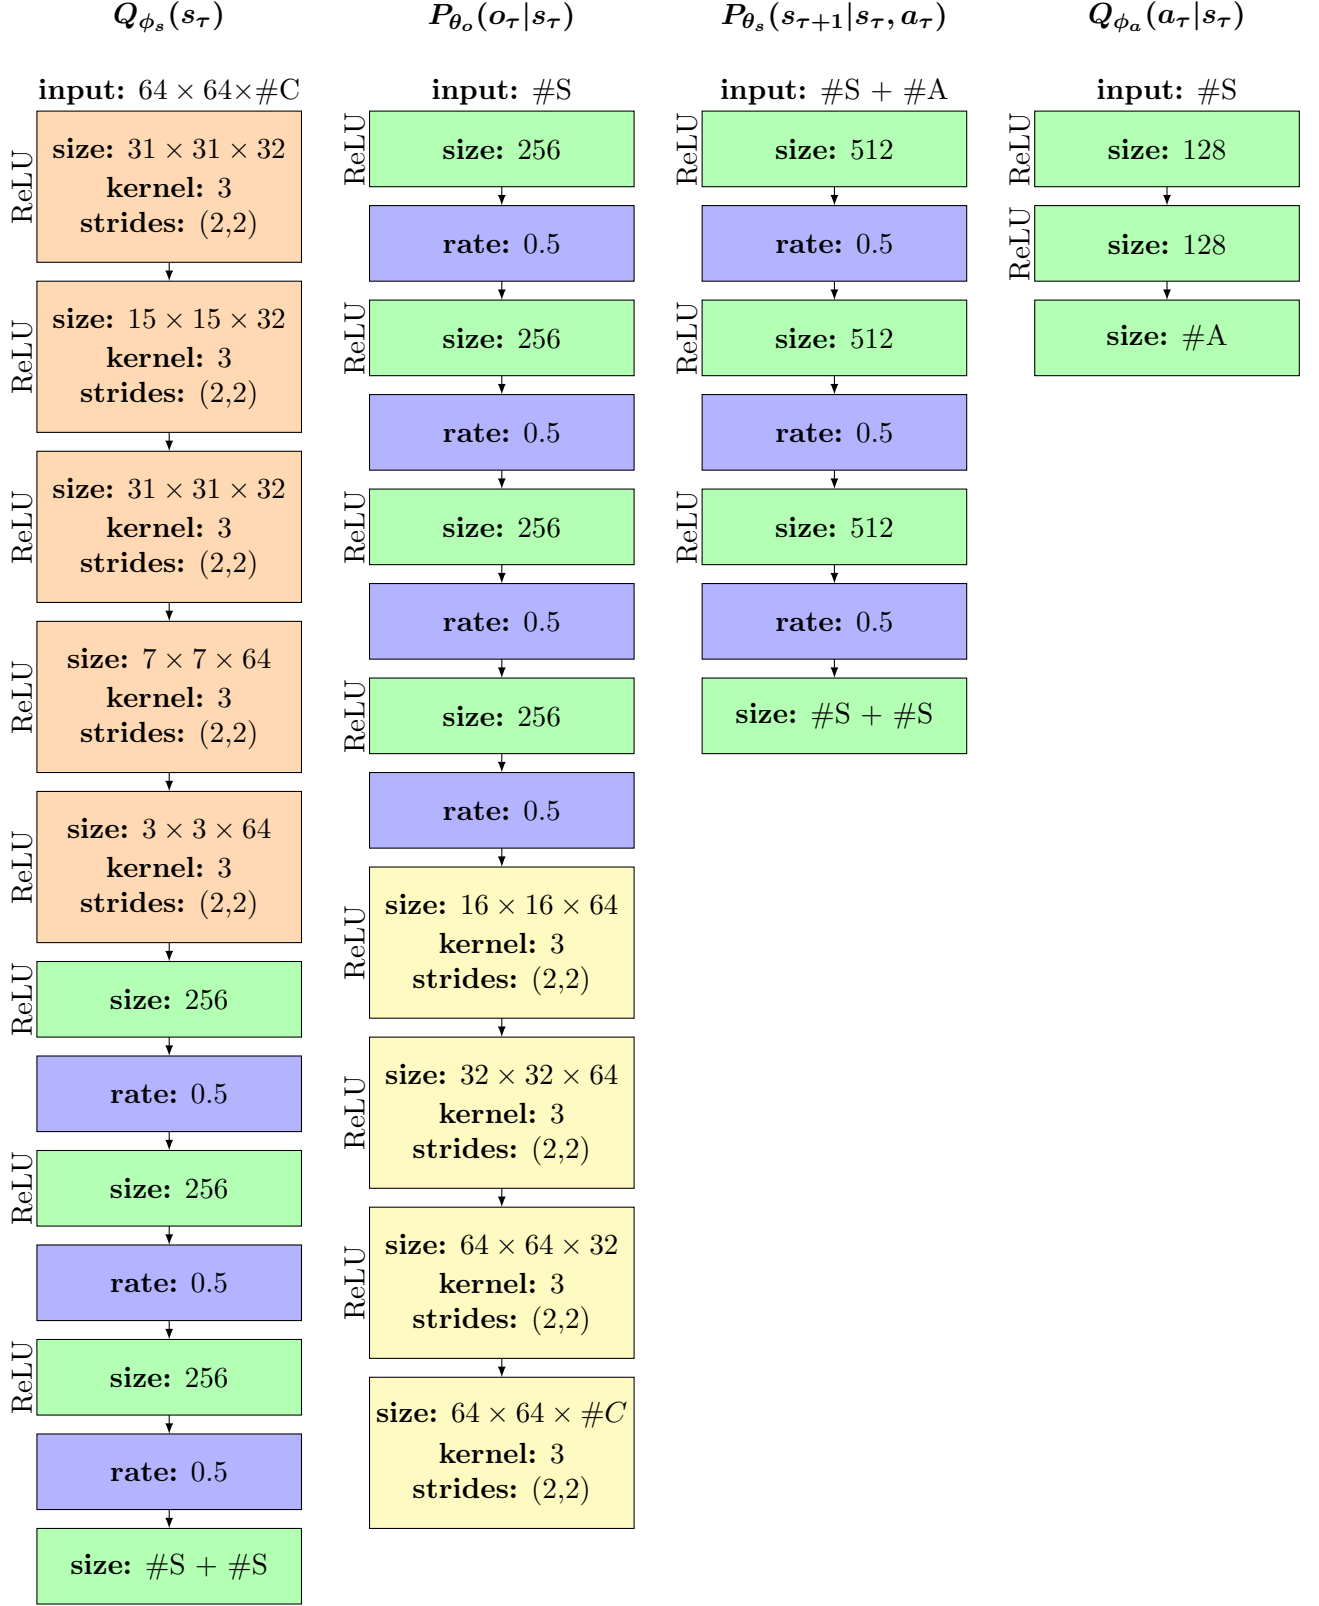 Q_{ϕ_s}(s_τ)
input: 64 × 64×#C
ReLU
size: 31 × 31 × 32
kernel: 3
strides: (2,2)
ReLU
size: 15 × 15 × 32
kernel: 3
strides: (2,2)
ReLU
size: 31 × 31 × 32
kernel: 3
strides: (2,2)
ReLU
size: 7 × 7 × 64
kernel: 3
strides: (2,2)
ReLU
size: 3 × 3 × 64
kernel: 3
strides: (2,2)
ReLU
size: 256
rate: 0.5
ReLU
size: 256
rate: 0.5
ReLU
size: 256
rate: 0.5
size: #S + #S
P_{θ_o}(o_τ|s_τ)
input: #S
ReLU
size: 256
rate: 0.5
ReLU
size: 256
rate: 0.5
ReLU
size: 256
rate: 0.5
ReLU
size: 256
rate: 0.5
ReLU
size: 16 × 16 × 64
kernel: 3
strides: (2,2)
ReLU
size: 32 × 32 × 64
kernel: 3
strides: (2,2)
ReLU
size: 64 × 64 × 32
kernel: 3
strides: (2,2)
size: 64 × 64 × #C
kernel: 3
strides: (2,2)
P_{θ_s}(s_{τ+1}|s_τ, a_τ)
input: #S + #A
ReLU
size: 512
rate: 0.5
ReLU
size: 512
rate: 0.5
ReLU
size: 512
rate: 0.5
size: #S + #S
Q_{ϕ_a}(a_τ|s_τ)
input: #S
ReLU
size: 128
ReLU
size: 128
size: #A